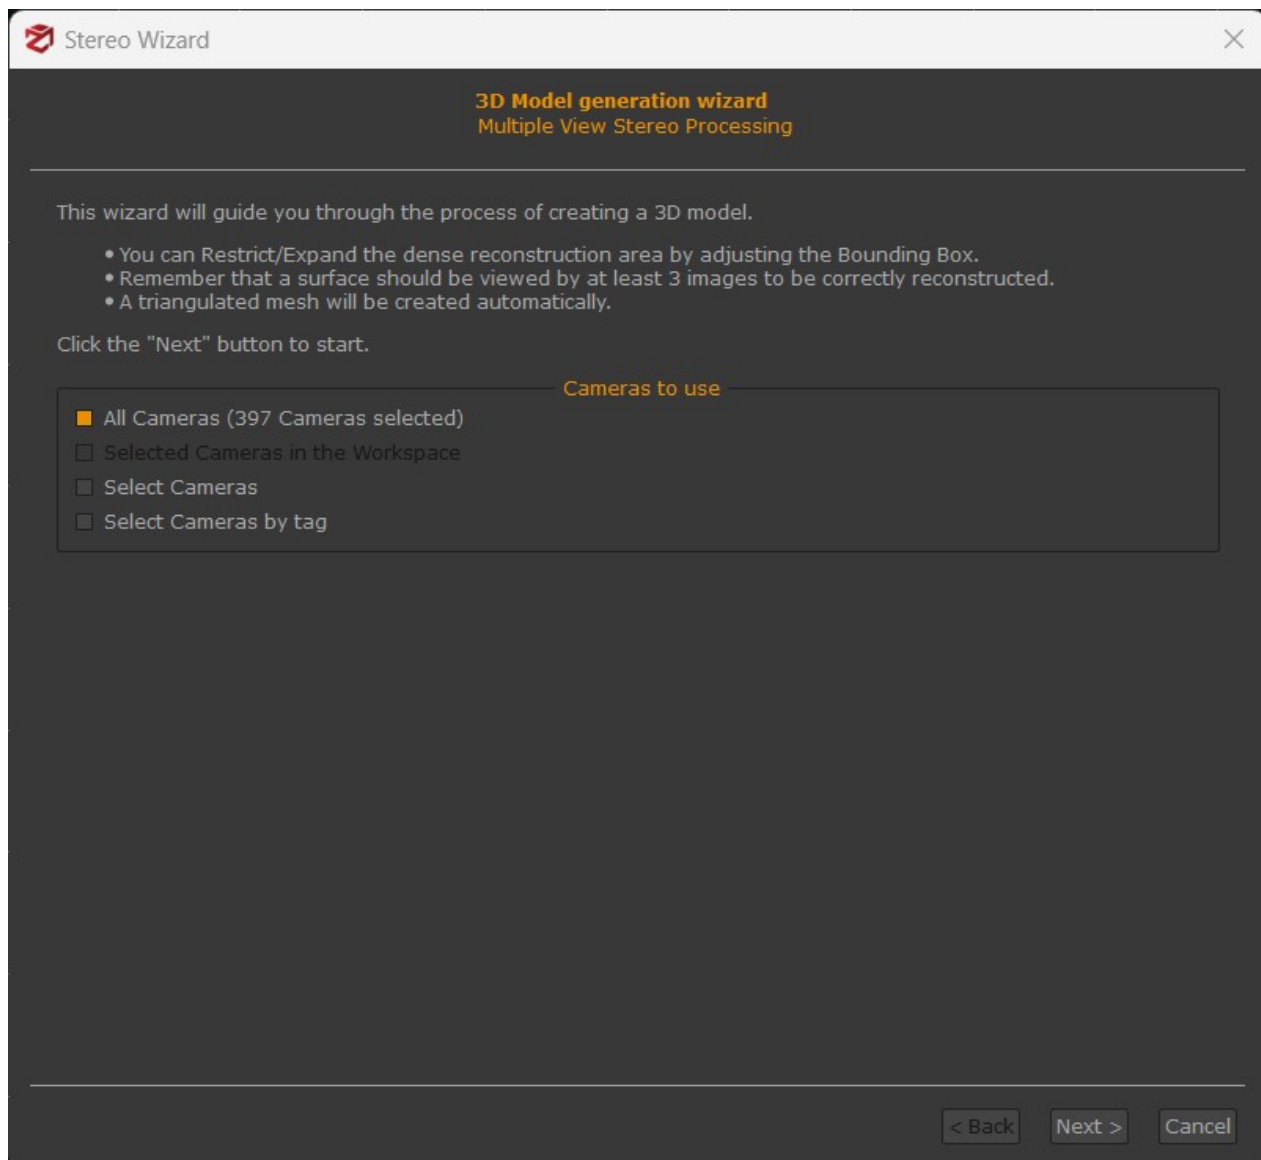 Stereo Wizard
3D Model generation wizard
Multiple View Stereo Processing
This wizard will guide you through the process of creating a 3D model.
• You can Restrict/Expand the dense reconstruction area by adjusting the Bounding Box.
• Remember that a surface should be viewed by at least 3 images to be correctly reconstructed.
• A triangulated mesh will be created automatically.
Click the "Next" button to start.
Cameras to use
All Cameras (397 Cameras selected)
Selected Cameras in the Workspace
Select Cameras
Select Cameras by tag
< Back Next > Cancel